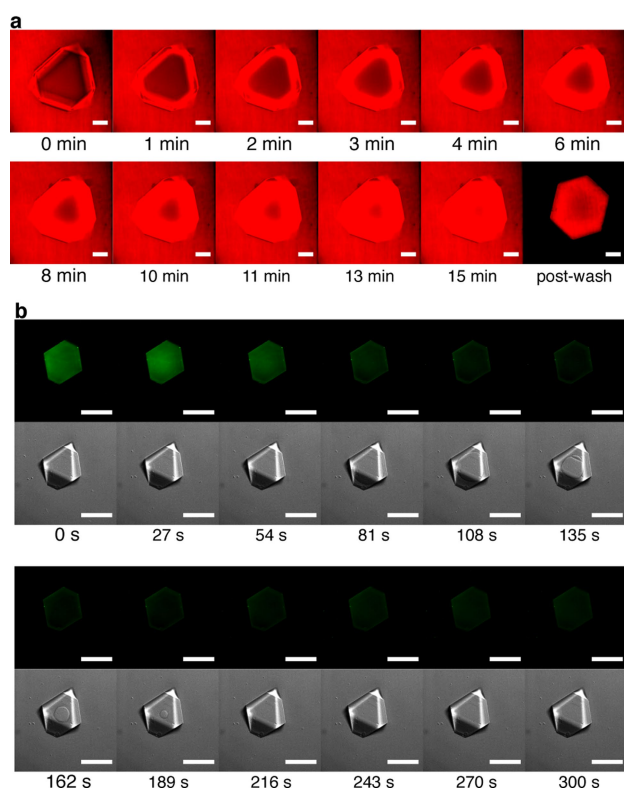 a
0 min 1 min 2 min 3 min 4 min 6 min
8 min 10 min 11 min 13 min 15 min post-wash
b
0 s 27 s 54 s 81 s 108 s 135 s
162 s 189 s 216 s 243 s 270 s 300 s